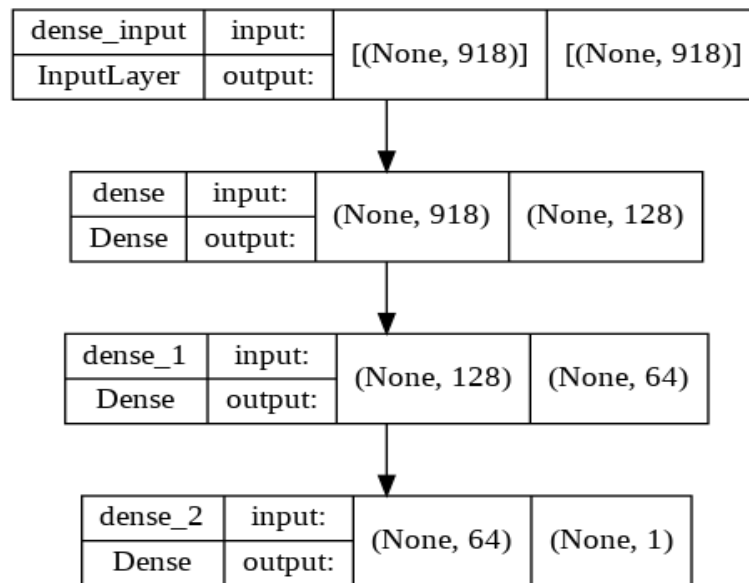 dense_input input: [(None, 918)] [(None, 918)]
InputLayer output:
dense input: (None, 918) (None, 128)
Dense output:
dense_1 input: (None, 128) (None, 64)
Dense output:
dense_2 input: (None, 64) (None, 1)
Dense output: